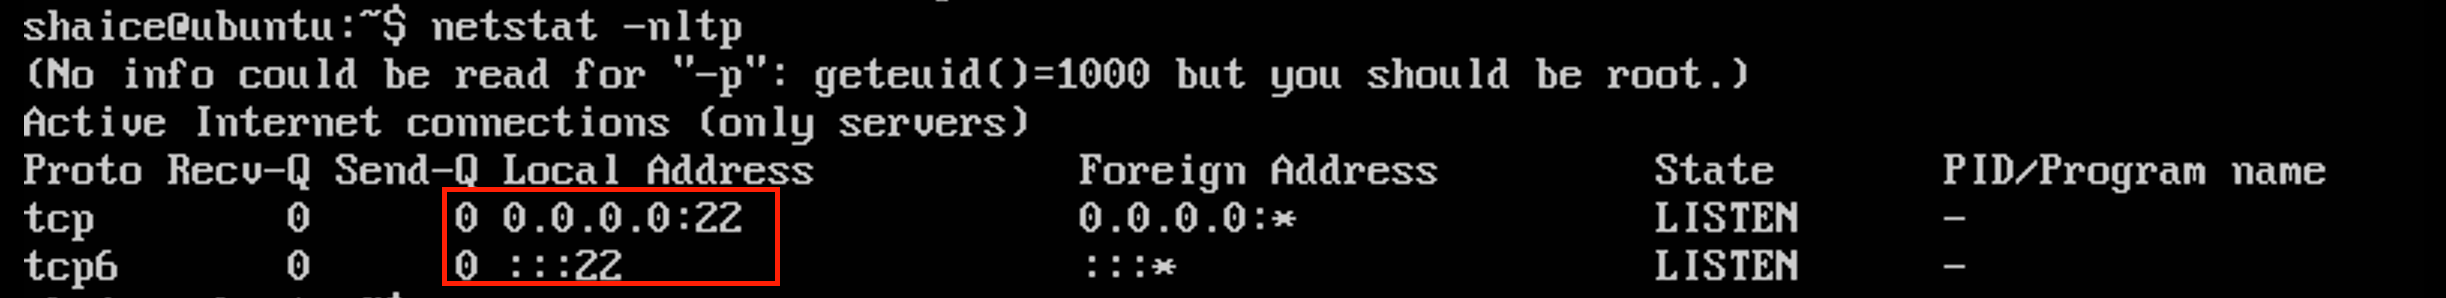 shaice@ubuntu:~$ netstat -nltp
(No info could be read for "-p": geteuid()=1000 but you should be root.)
Active Internet connections (only servers)
Proto Recv-Q Send-Q Local Address           Foreign Address         State       PID/Program name
tcp        0      0 0.0.0.0:22              0.0.0.0:*               LISTEN      -
tcp6       0      0 :::22                   :::*                    LISTEN      -